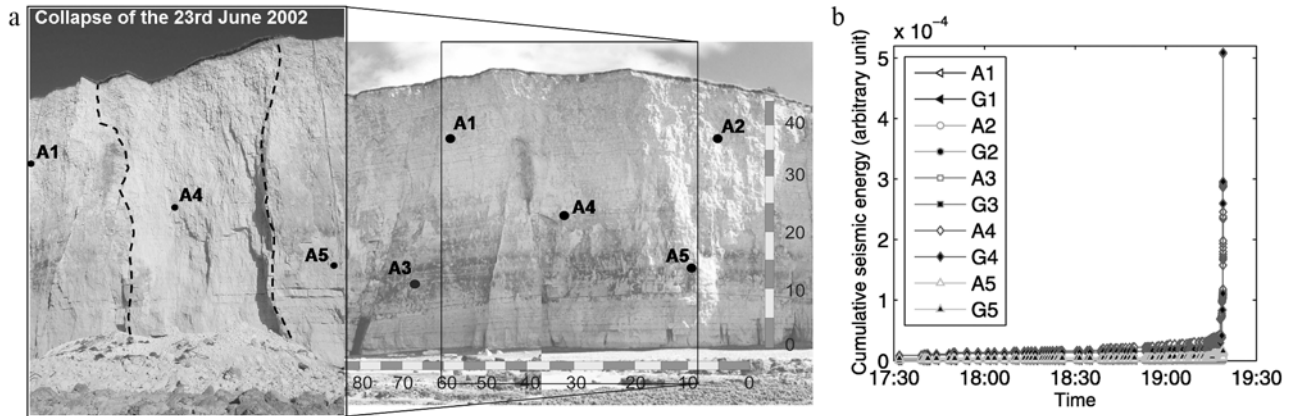 a
Collapse of the 23rd June 2002
A1
A4
A5
A1
A2
A3
A4
A5
40
30
20
10
0
80 70 60 50 40 30 20 10 0
b
x 10⁻⁴
Cumulative seismic energy (arbitrary unit)
5
4
3
2
1
0
A1
G1
A2
G2
A3
G3
A4
G4
A5
G5
17:30 18:00 18:30 19:00 19:30
Time